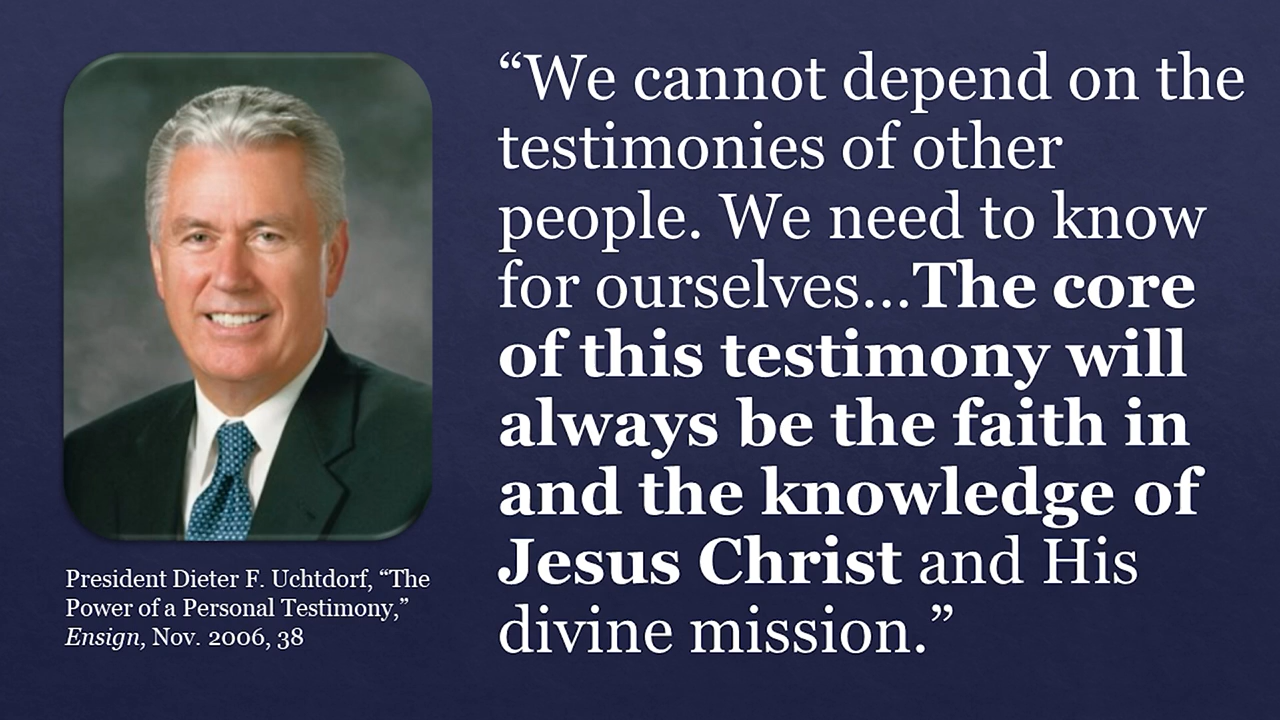 “We cannot depend on the
testimonies of other
people. We need to know
for ourselves…The core
of this testimony will
always be the faith in
and the knowledge of
Jesus Christ and His
divine mission.”
President Dieter F. Uchtdorf, “The
Power of a Personal Testimony,”
Ensign, Nov. 2006, 38